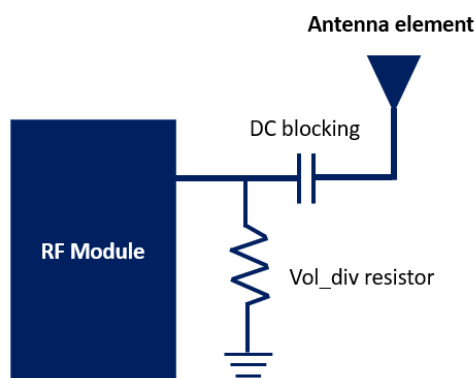 Antenna element
DC blocking
RF Module
Vol_div resistor